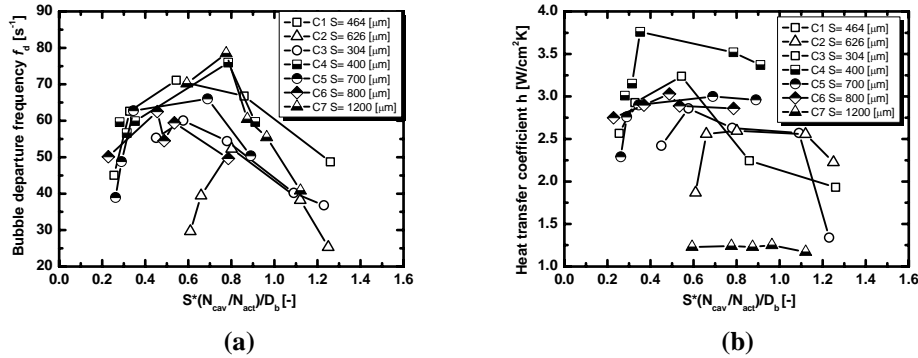 Bubble departure frequency f_d [s^-1]
90
80
70
60
50
40
30
20
0.0 0.2 0.4 0.6 0.8 1.0 1.2 1.4 1.6
S*(N_cav/N_act)/D_b [-]
C1 S= 464 [μm]
C2 S= 626 [μm]
C3 S= 304 [μm]
C4 S= 400 [μm]
C5 S= 700 [μm]
C6 S= 800 [μm]
C7 S= 1200 [μm]
(a)
Heat transfer coefficient h [W/cm²K]
4.0
3.5
3.0
2.5
2.0
1.5
1.0
0.0 0.2 0.4 0.6 0.8 1.0 1.2 1.4 1.6
S*(N_cav/N_act)/D_b [-]
C1 S= 464 [μm]
C2 S= 626 [μm]
C3 S= 304 [μm]
C4 S= 400 [μm]
C5 S= 700 [μm]
C6 S= 800 [μm]
C7 S= 1200 [μm]
(b)